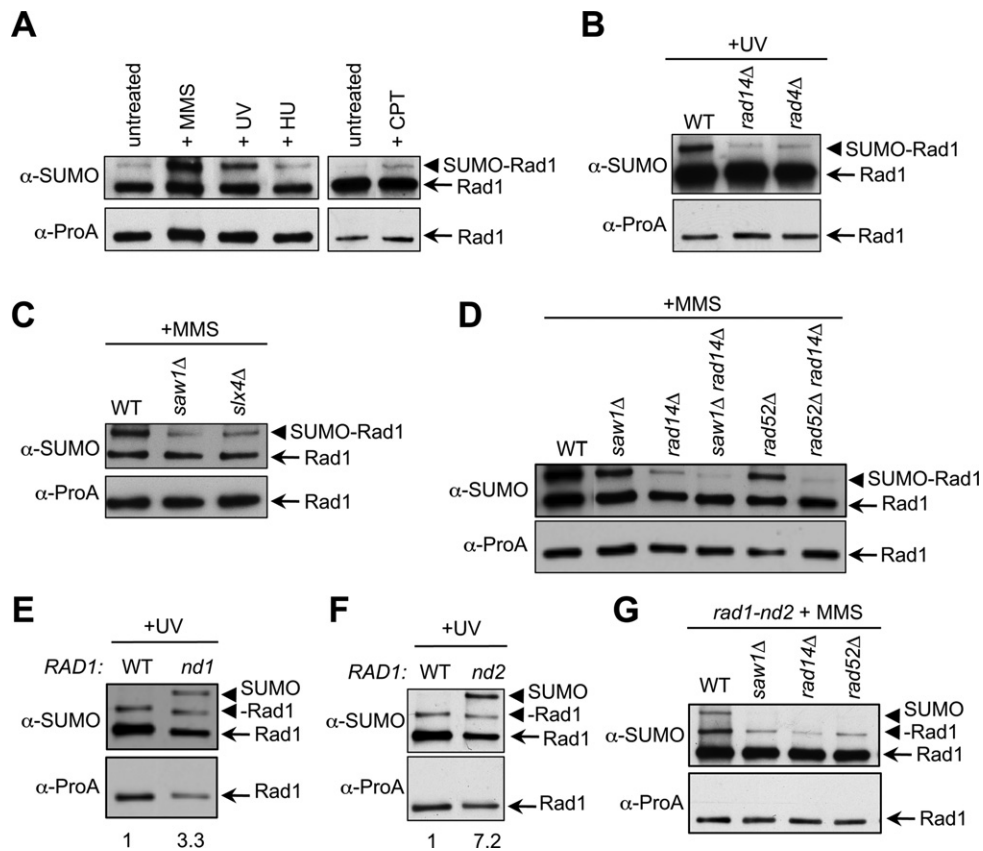 A
untreated
+ MMS
+ UV
+ HU
untreated
+ CPT
α-SUMO
SUMO-Rad1
Rad1
α-ProA
Rad1
B
+UV
WT
rad14Δ
rad4Δ
α-SUMO
SUMO-Rad1
Rad1
α-ProA
Rad1
C
+MMS
WT
saw1Δ
slx4Δ
α-SUMO
SUMO-Rad1
Rad1
α-ProA
Rad1
D
+MMS
WT
saw1Δ
rad14Δ
saw1Δ rad14Δ
rad52Δ
rad52Δ rad14Δ
α-SUMO
SUMO-Rad1
Rad1
α-ProA
Rad1
E
+UV
RAD1: WT nd1
α-SUMO
SUMO
-Rad1
Rad1
α-ProA
Rad1
1 3.3
F
+UV
RAD1: WT nd2
α-SUMO
SUMO
-Rad1
Rad1
α-ProA
Rad1
1 7.2
G
rad1-nd2 + MMS
WT
saw1Δ
rad14Δ
rad52Δ
α-SUMO
SUMO
-Rad1
Rad1
α-ProA
Rad1